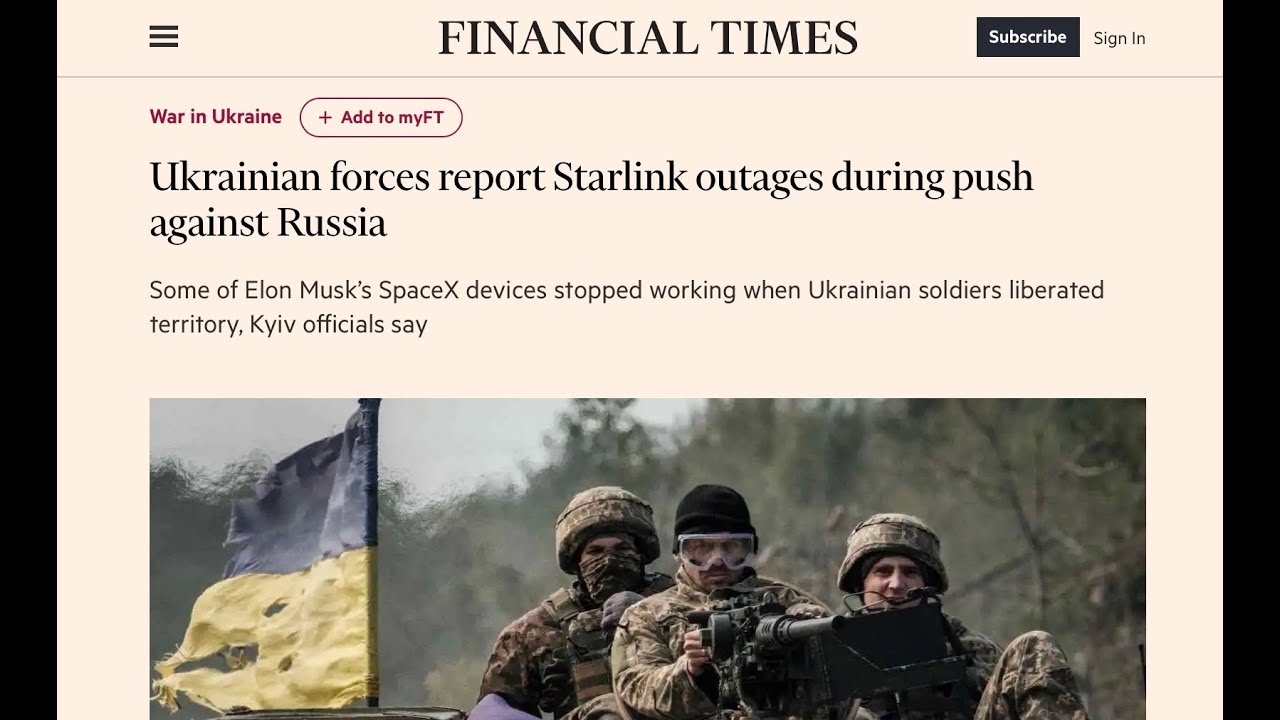 FINANCIAL TIMES
Subscribe
Sign In
War in Ukraine
+ Add to myFT
Ukrainian forces report Starlink outages during push
against Russia
Some of Elon Musk’s SpaceX devices stopped working when Ukrainian soldiers liberated
territory, Kyiv officials say